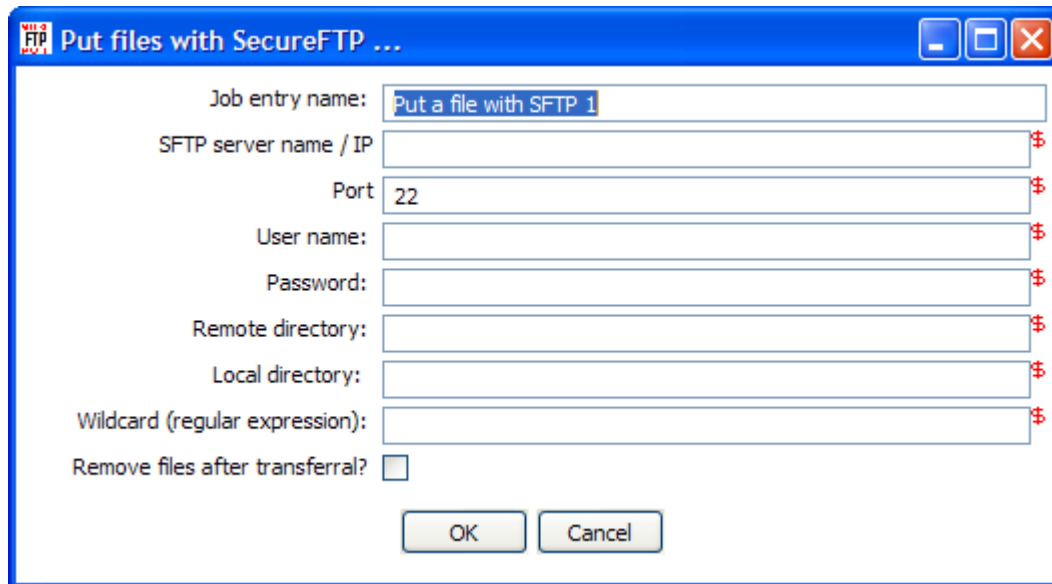 FTP Put files with SecureFTP ...
Job entry name: Put a file with SFTP 1
SFTP server name / IP $
Port 22 $
User name: $
Password: $
Remote directory: $
Local directory: $
Wildcard (regular expression): $
Remove files after transferral?
OK Cancel